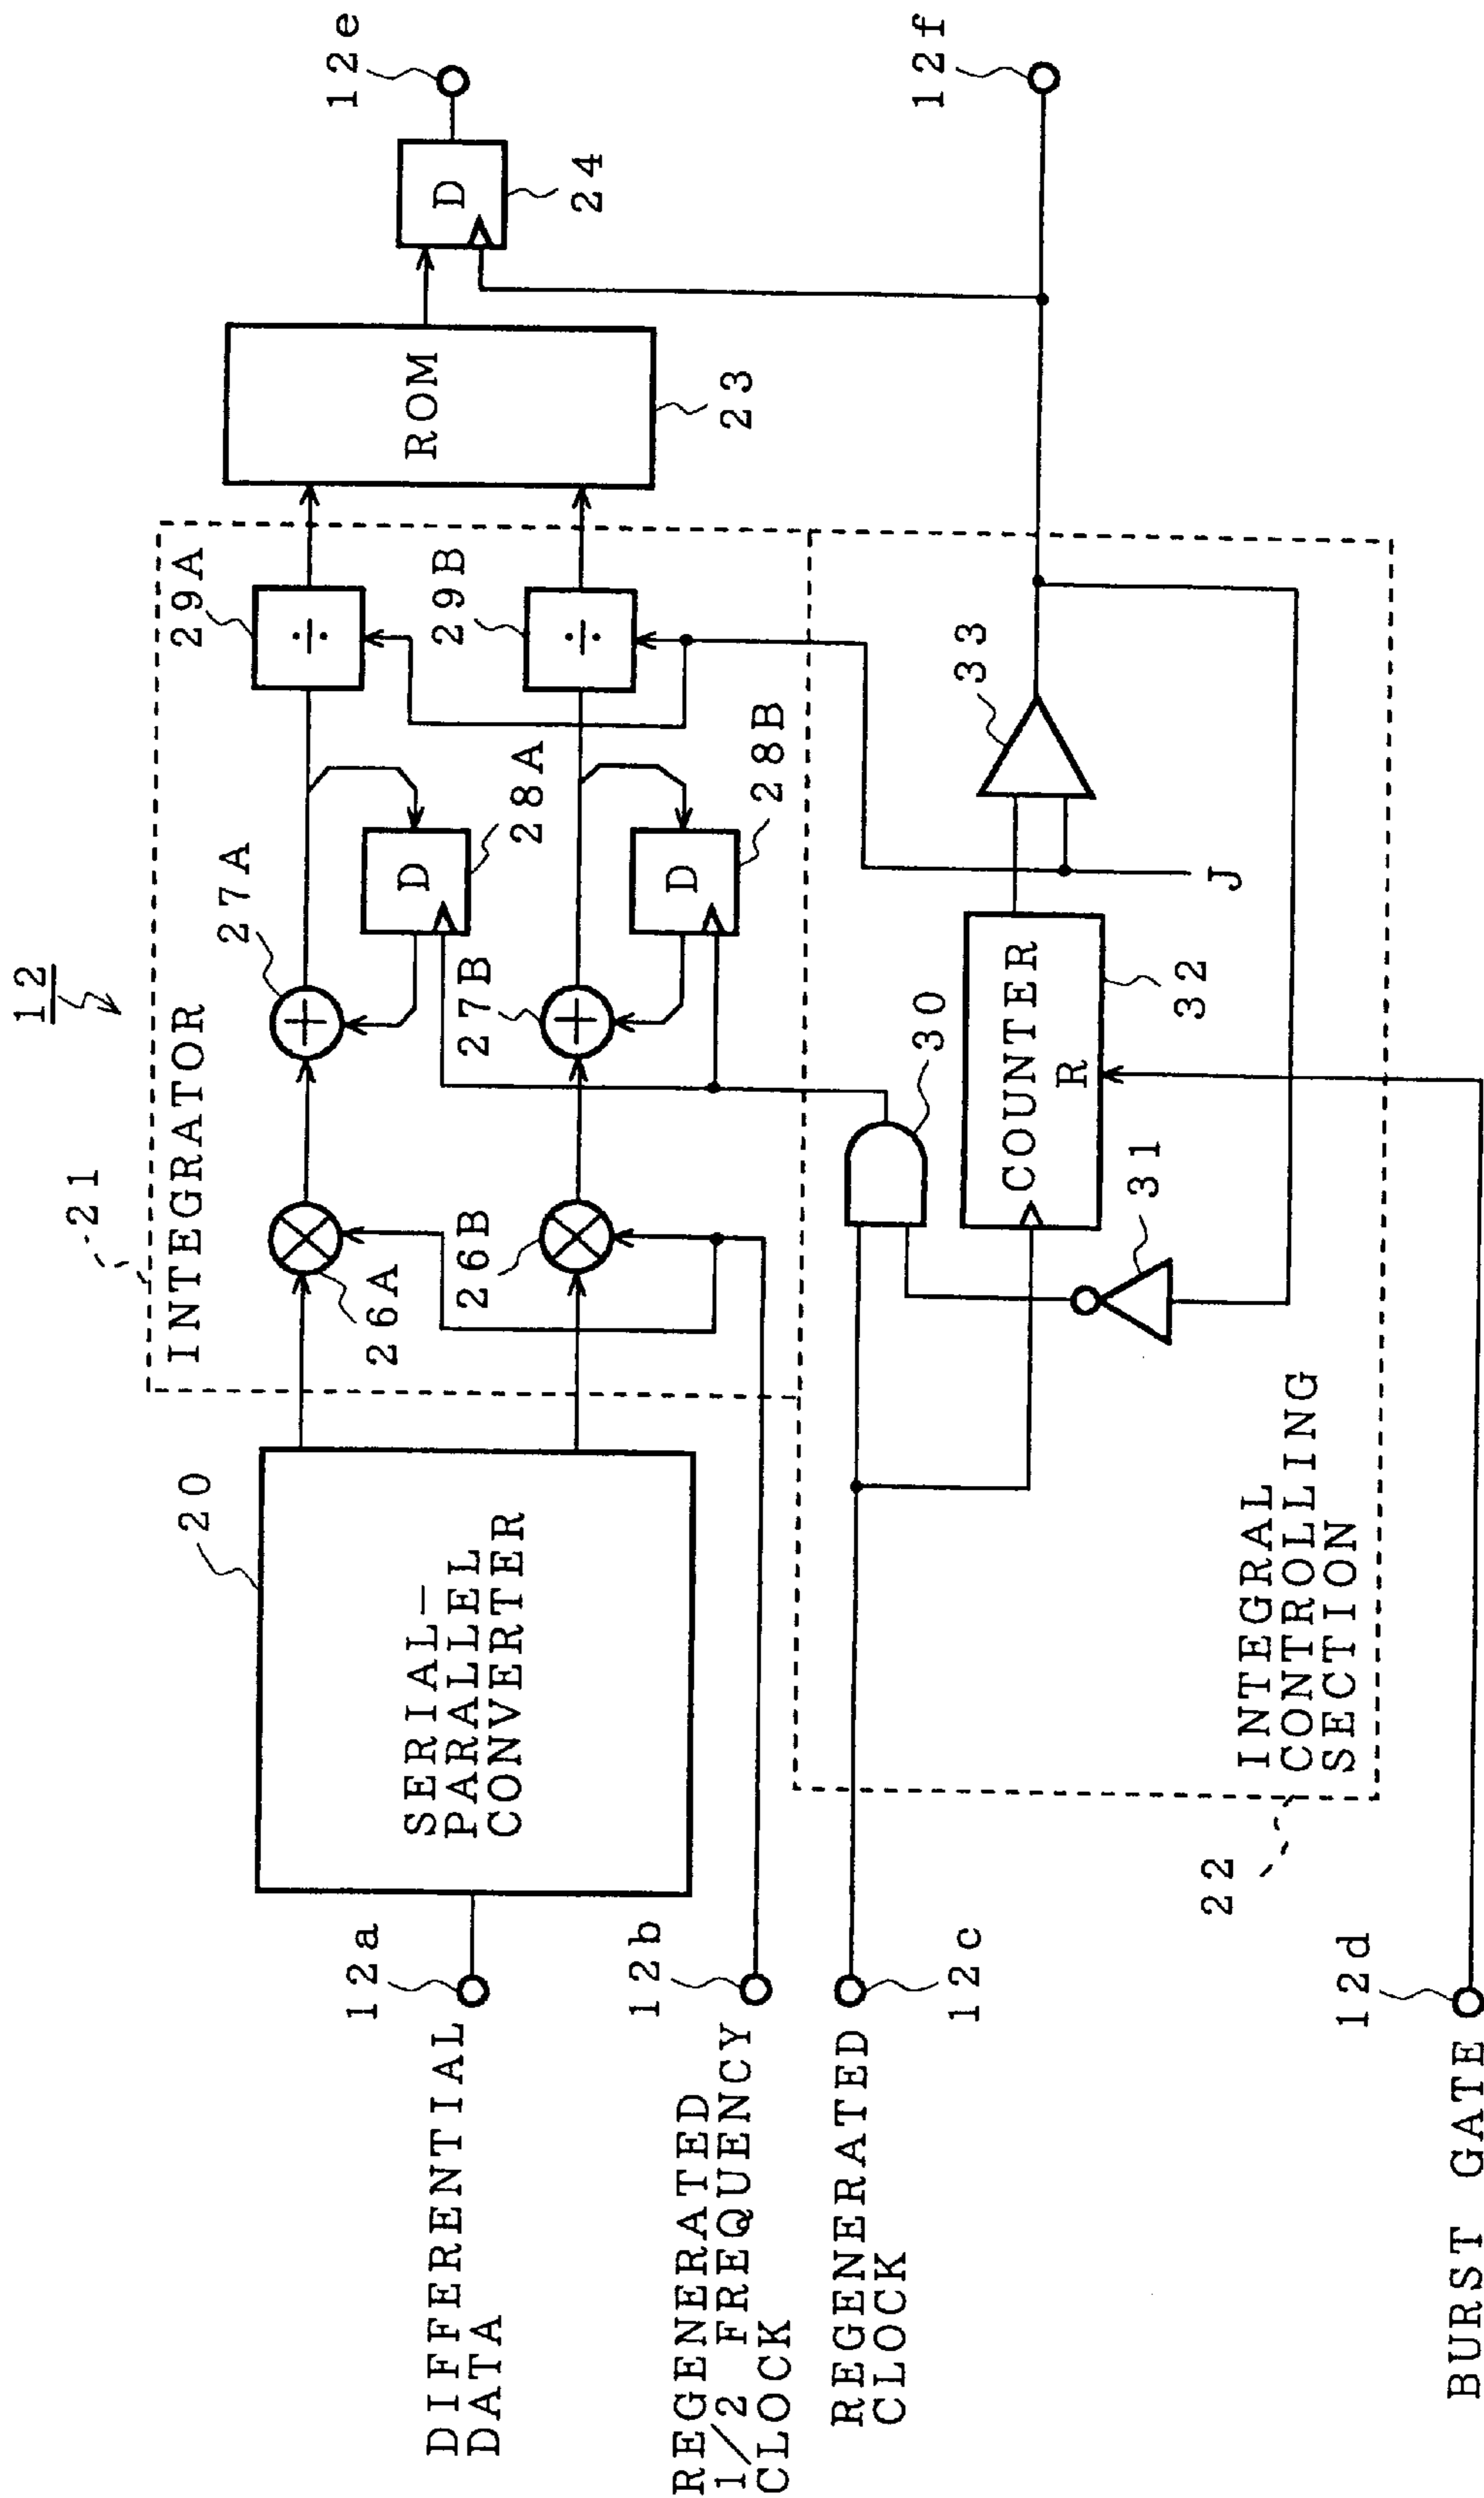 12
21
INTEGRATOR
20
SERIAL—
PARALLEL
CONVERTER
26A
26B
27A
27B
D
28A
D
28B
÷
29A
÷
29B
ROM
23
D
24
12e
12f
DIFFERENTIAL
DATA
12a
REGENERATED
1/2 FREQUENCY
CLOCK
12b
REGENERATED
CLOCK
12c
BURST GATE
12d
22
INTEGRAL
CONTROLLING
SECTION
30
31
COUNTER
R
32
33
J